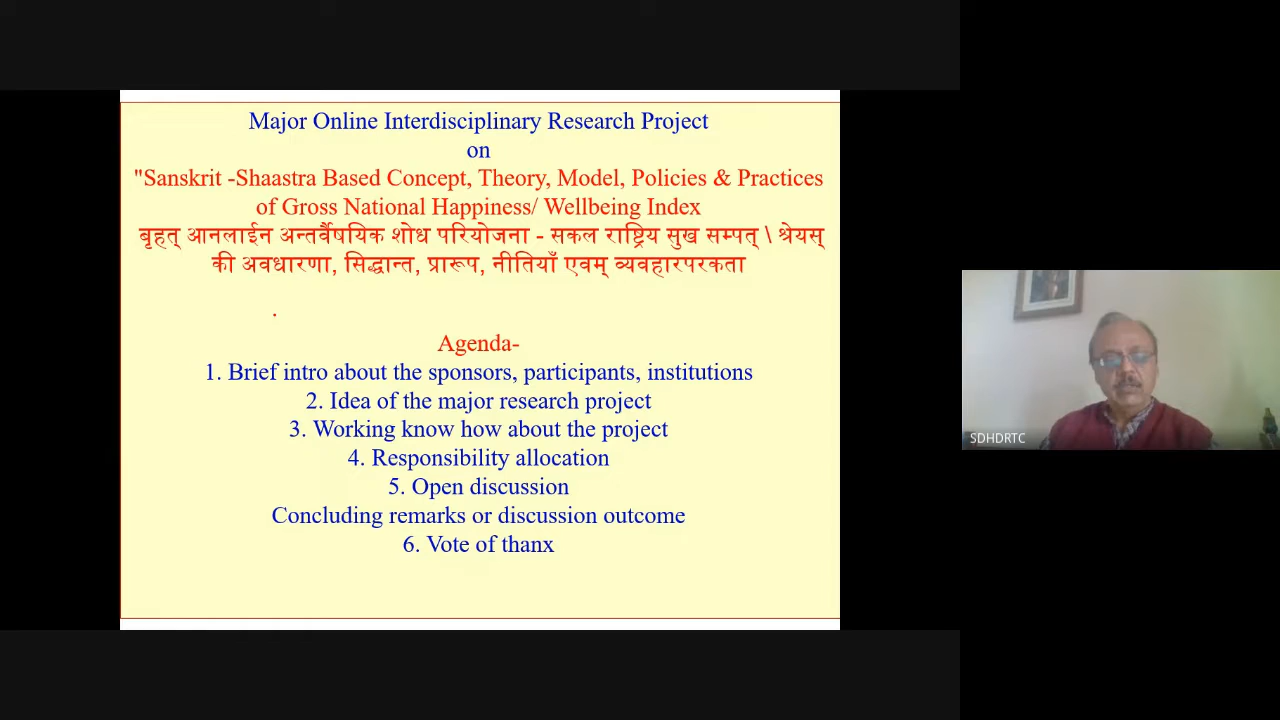 Major Online Interdisciplinary Research Project
on
"Sanskrit -Shaastra Based Concept, Theory, Model, Policies & Practices
of Gross National Happiness/ Wellbeing Index
बृहत् आनलाईन अन्तर्वैषयिक शोध परियोजना - सकल राष्ट्रिय सुख सम्पत् \ श्रेयस्
की अवधारणा, सिद्धान्त, प्रारूप, नीतियाँ एवम् व्यवहारपरकता
.
Agenda-
1. Brief intro about the sponsors, participants, institutions
2. Idea of the major research project
3. Working know how about the project
4. Responsibility allocation
5. Open discussion
Concluding remarks or discussion outcome
6. Vote of thanx
SDHDRTC